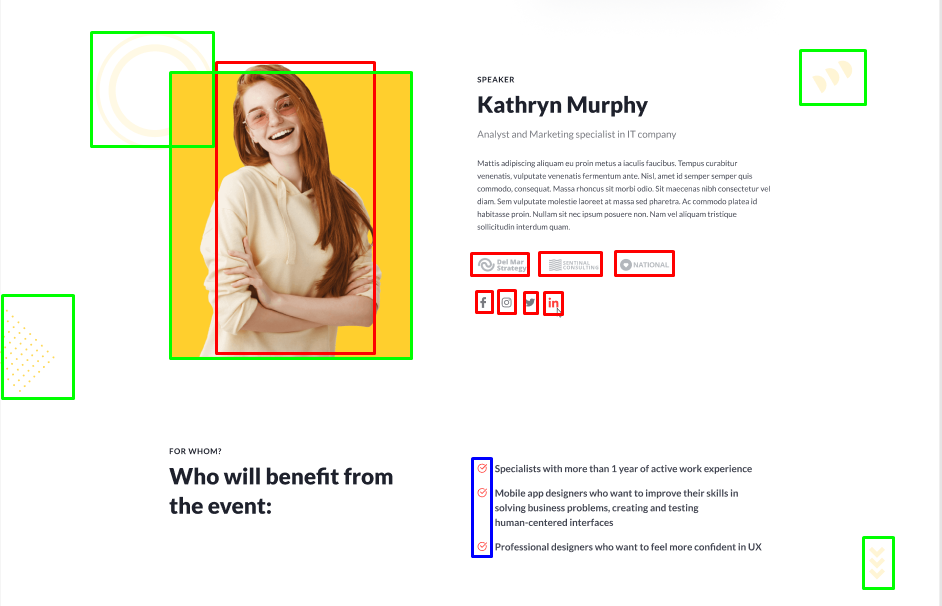 SPEAKER
Kathryn Murphy
Analyst and Marketing specialist in IT company
Mattis adipiscing aliquam eu proin metus a iaculis faucibus. Tempus curabitur
venenatis, vulputate venenatis fermentum ante. Nisl, amet id semper semper quis
commodo, consequat. Massa rhoncus sit morbi odio. Sit maecenas nibh consectetur vel
diam. Sem vulputate molestie laoreet at massa sed pharetra. Ac commodo platea id
habitasse proin. Nullam sit nec ipsum posuere non. Nam vel aliquam tristique
sollicitudin interdum quam.
Del Mar
Strategy
SENTINAL
CONSULTING
NATIONAL
f
in
FOR WHOM?
Who will benefit from
the event:
Specialists with more than 1 year of active work experience
Mobile app designers who want to improve their skills in
solving business problems, creating and testing
human-centered interfaces
Professional designers who want to feel more confident in UX